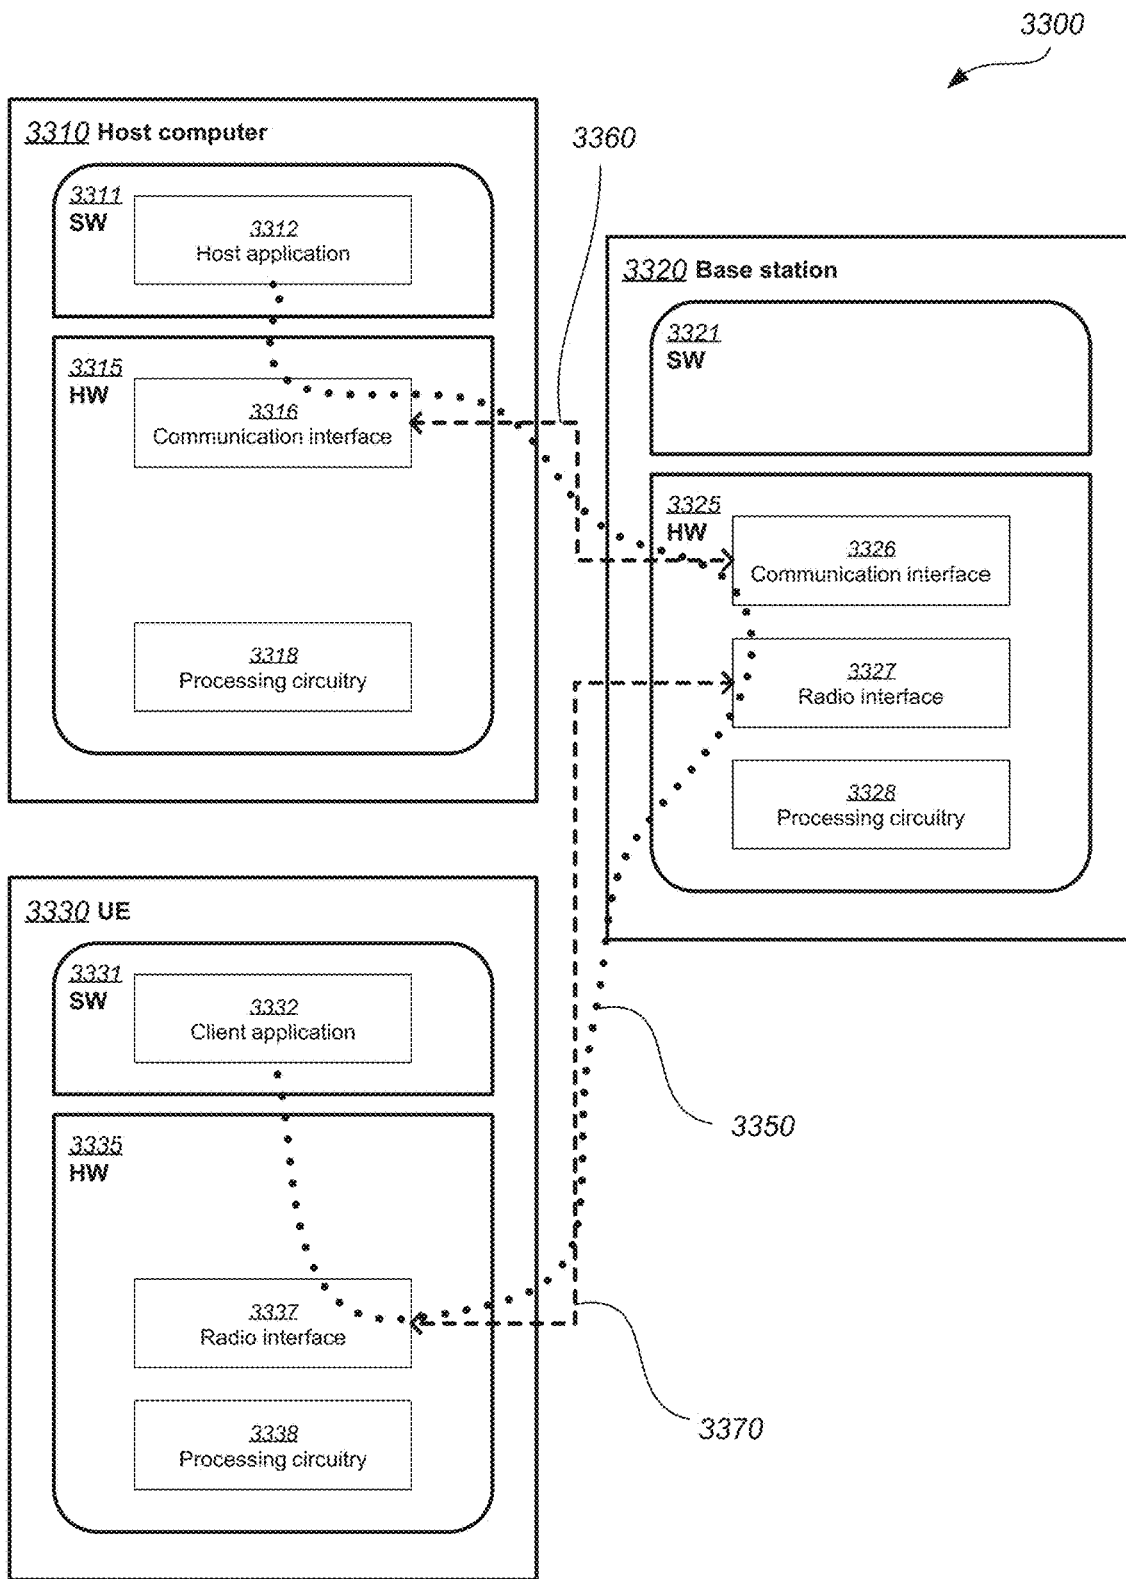 3300
3310 Host computer
3311
SW
3312
Host application
3315
HW
3316
Communication interface
3318
Processing circuitry
3360
3320 Base station
3321
SW
3325
HW
3326
Communication interface
3327
Radio interface
3328
Processing circuitry
3330 UE
3331
SW
3332
Client application
3335
HW
3337
Radio interface
3338
Processing circuitry
3350
3370